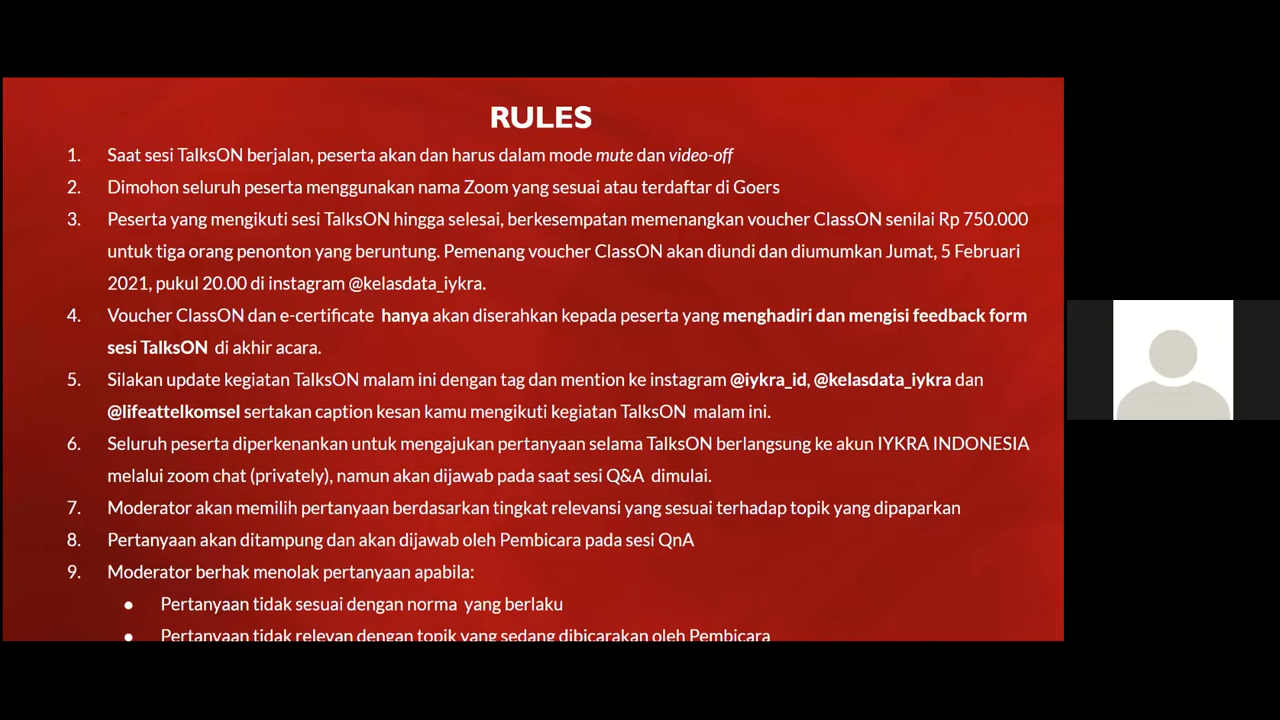 RULES
1. Saat sesi TalksON berjalan, peserta akan dan harus dalam mode mute dan video-off
2. Dimohon seluruh peserta menggunakan nama Zoom yang sesuai atau terdaftar di Goers
3. Peserta yang mengikuti sesi TalksON hingga selesai, berkesempatan memenangkan voucher ClassON senilai Rp 750.000
untuk tiga orang penonton yang beruntung. Pemenang voucher ClassON akan diundi dan diumumkan Jumat, 5 Februari
2021, pukul 20.00 di instagram @kelasdata_iykra.
4. Voucher ClassON dan e-certificate hanya akan diserahkan kepada peserta yang menghadiri dan mengisi feedback form
sesi TalksON di akhir acara.
5. Silakan update kegiatan TalksON malam ini dengan tag dan mention ke instagram @iykra_id, @kelasdata_iykra dan
@lifeattelkomsel sertakan caption kesan kamu mengikuti kegiatan TalksON malam ini.
6. Seluruh peserta diperkenankan untuk mengajukan pertanyaan selama TalksON berlangsung ke akun IYKRA INDONESIA
melalui zoom chat (privately), namun akan dijawab pada saat sesi Q&A dimulai.
7. Moderator akan memilih pertanyaan berdasarkan tingkat relevansi yang sesuai terhadap topik yang dipaparkan
8. Pertanyaan akan ditampung dan akan dijawab oleh Pembicara pada sesi QnA
9. Moderator berhak menolak pertanyaan apabila:
● Pertanyaan tidak sesuai dengan norma yang berlaku
● Pertanyaan tidak relevan dengan topik yang sedang dibicarakan oleh Pembicara